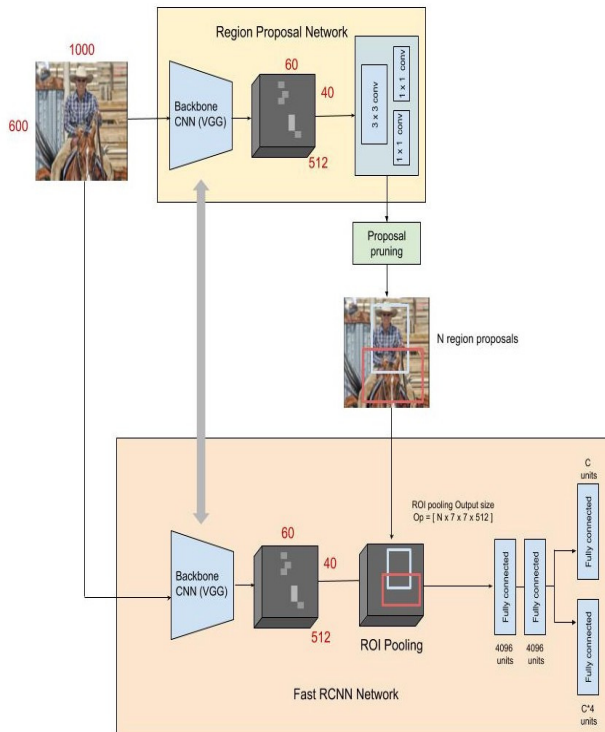 Region Proposal Network
1000
600
Backbone
CNN (VGG)
60
40
512
3 x 3 conv
1 x 1 conv
1 x 1 conv
Proposal
pruning
N region proposals
C
units
ROI pooling Output size
Op = [ N x 7 x 7 x 512 ]
Backbone
CNN (VGG)
60
40
512
ROI Pooling
Fully connected
4096
units
Fully connected
4096
units
Fully connected
Fully connected
C*4
units
Fast RCNN Network